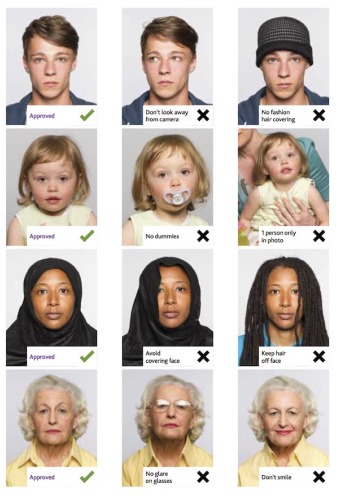 Approved
Don't look away
from camera
No fashion
hair covering
Approved
No dummies
1 person only
in photo
Approved
Avoid
covering face
Keep hair
off face
Approved
No glare
on glasses
Don't smile